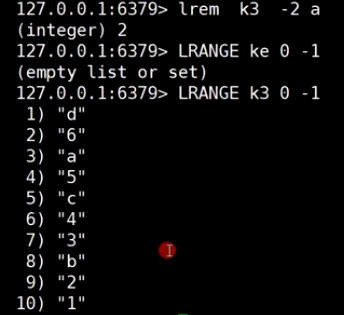 127.0.0.1:6379> lrem  k3  -2 a
(integer) 2
127.0.0.1:6379> LRANGE ke 0 -1
(empty list or set)
127.0.0.1:6379> LRANGE k3 0 -1
 1) "d"
 2) "6"
 3) "a"
 4) "5"
 5) "c"
 6) "4"
 7) "3"
 8) "b"
 9) "2"
10) "1"